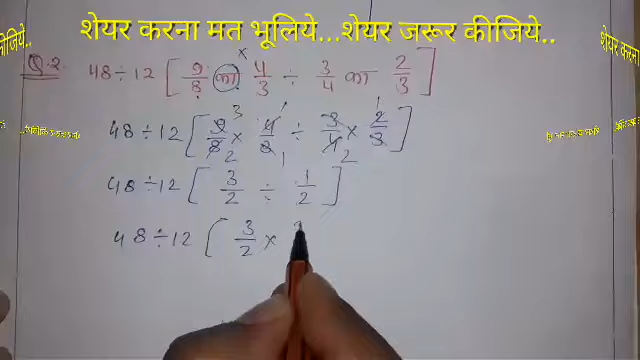 शेयर करना मत भूलिये...शेयर जरूर कीजिये..
Q.2. 48÷12 [ 9/8 का 4/3 ÷ 3/4 का 2/3 ]
48÷12 [ 9/8 × 4/3 ÷ 3/4 × 2/3 ]
48÷12 [ 3/2 ÷ 1/2 ]
48÷12 [ 3/2 ×